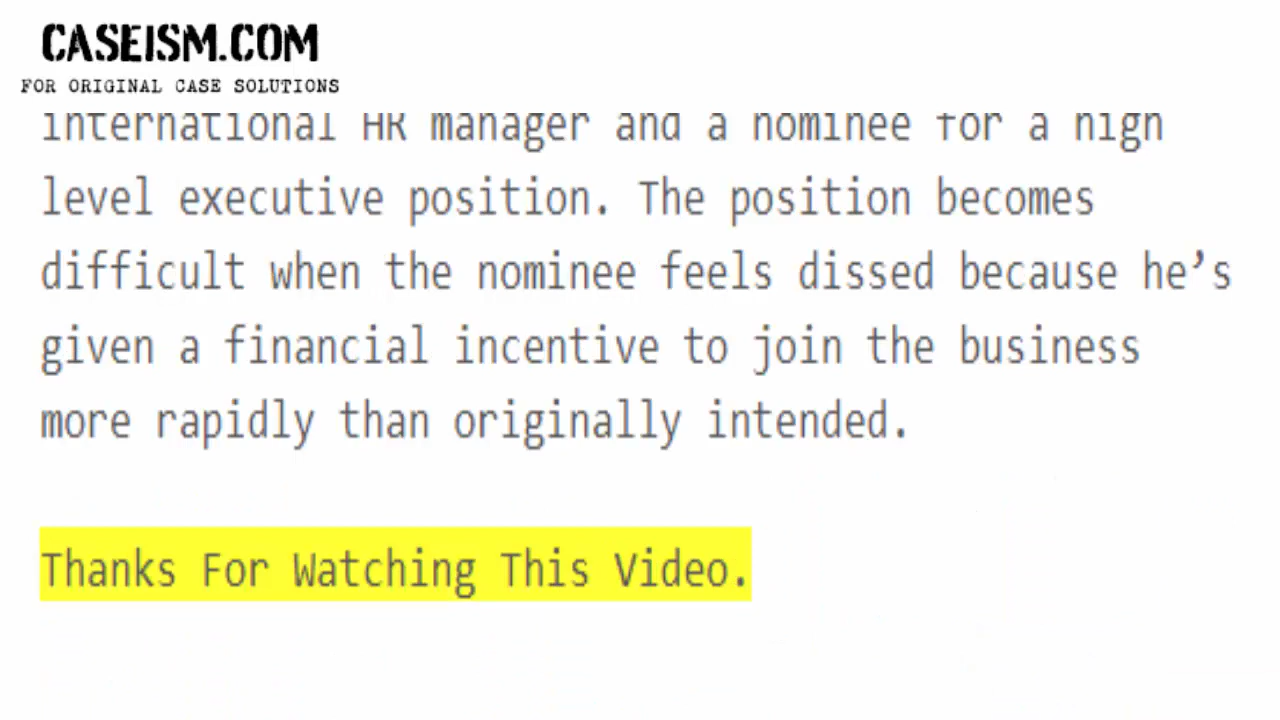 CASEISM.COM
FOR ORIGINAL CASE SOLUTIONS
international HR manager and a nominee for a high
level executive position. The position becomes
difficult when the nominee feels dissed because he’s
given a financial incentive to join the business
more rapidly than originally intended.
Thanks For Watching This Video.